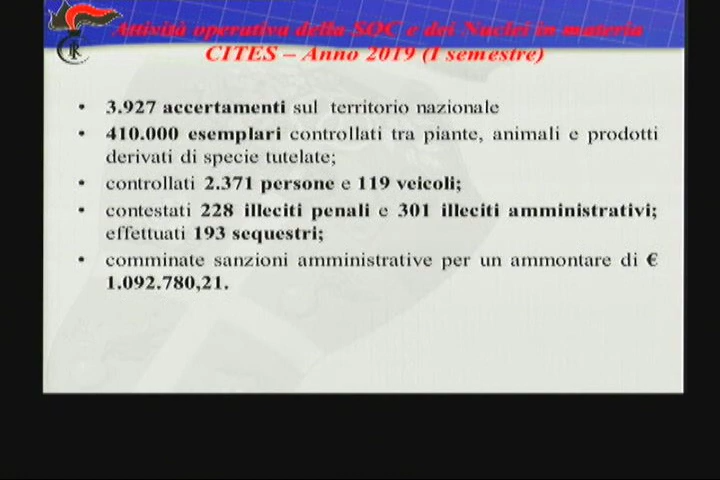 Attività operativa della SOC e dei Nuclei in materia
CITES – Anno 2019 (I semestre)
• 3.927 accertamenti sul territorio nazionale
• 410.000 esemplari controllati tra piante, animali e prodotti
derivati di specie tutelate;
• controllati 2.371 persone e 119 veicoli;
• contestati 228 illeciti penali e 301 illeciti amministrativi;
effettuati 193 sequestri;
• comminate sanzioni amministrative per un ammontare di €
1.092.780,21.